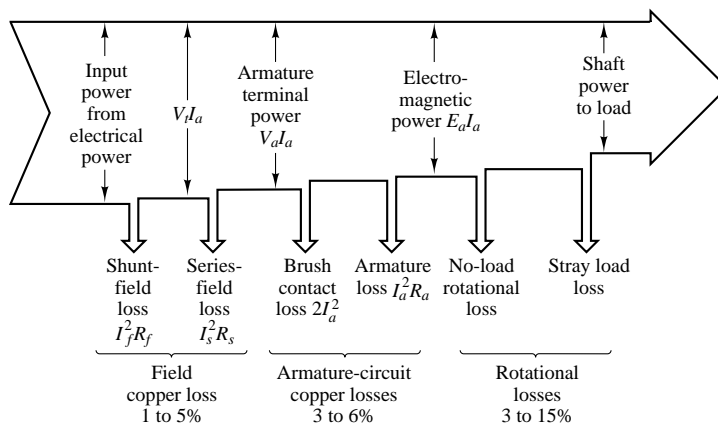 Input
power
from
electrical
power
VₜIₐ
Armature
terminal
power
VₐIₐ
Electro-
magnetic
power EₐIₐ
Shaft
power
to load
Shunt-
field
loss
I_f^2R_f
Series-
field
loss
I_s^2R_s
Brush
contact
loss 2I_a^2
Armature
loss I_a^2R_a
No-load
rotational
loss
Stray load
loss
Field
copper loss
1 to 5%
Armature-circuit
copper losses
3 to 6%
Rotational
losses
3 to 15%